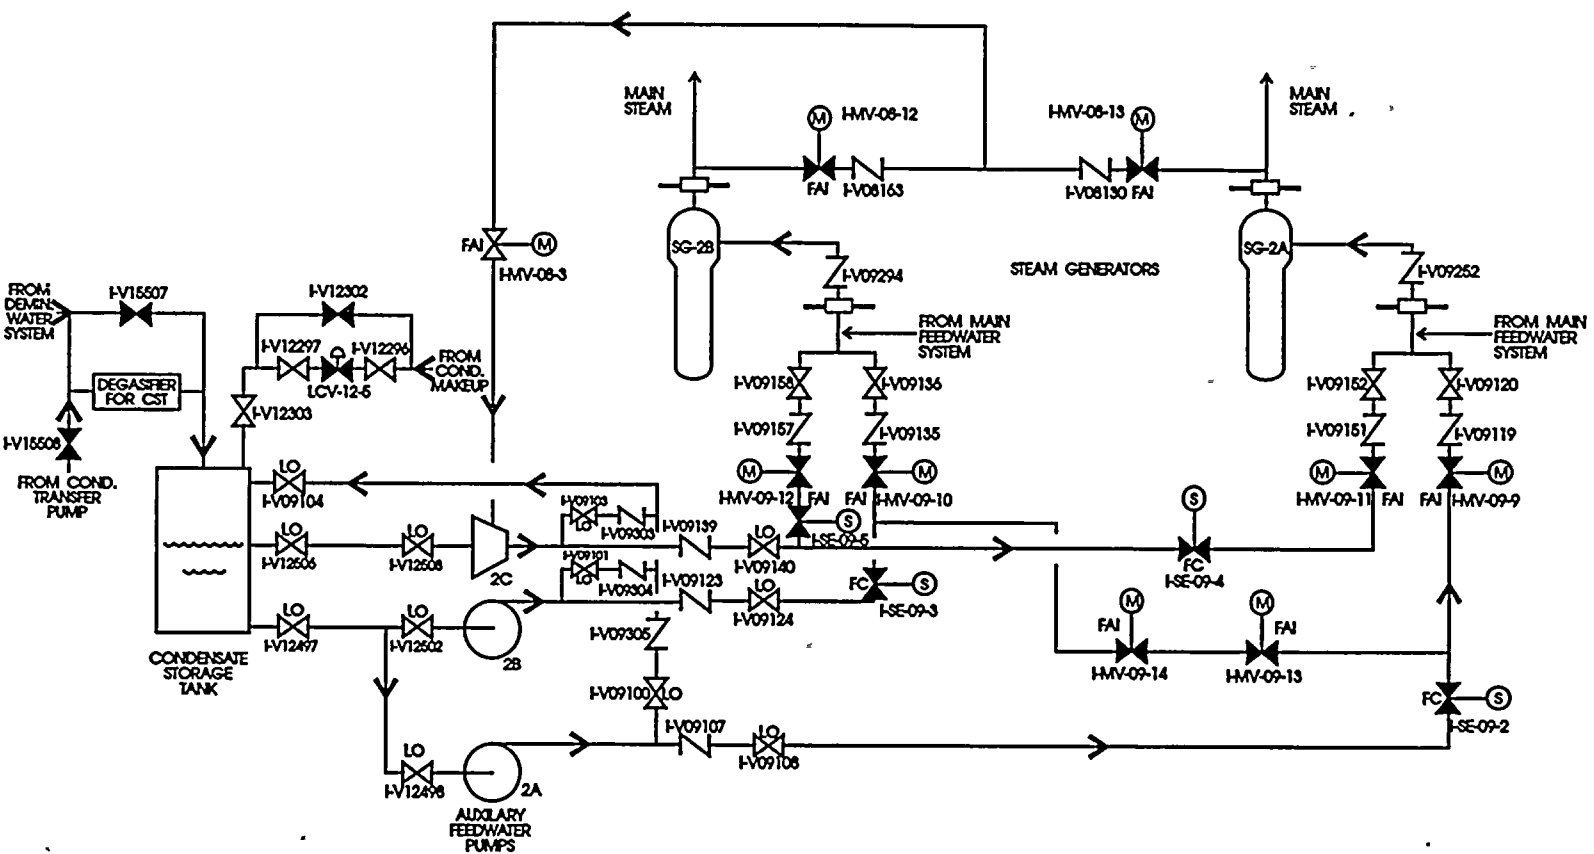 MAIN
STEAM
I-MV-08-12
I-MV-08-13
MAIN
STEAM
M
M
FAI
I-V08163
I-V08130
FAI
FAI
M
I-MV-08-3
SG-2B
SG-2A
STEAM GENERATORS
I-V09294
I-V09252
FROM
DEMIN.
WATER
SYSTEM
I-V15507
I-V12302
I-V12297
I-V12296
LCV-12-5
FROM
COND.
MAKEUP
FROM MAIN
FEEDWATER
SYSTEM
FROM MAIN
FEEDWATER
SYSTEM
DEGASIFIER
FOR CST
I-V12303
I-V15508
FROM COND.
TRANSFER
PUMP
I-V09158
I-V09136
I-V09152
I-V09120
I-V09157
I-V09135
I-V09151
I-V09119
M
M
M
M
I-MV-09-12
FAI
FAI
I-MV-09-10
I-MV-09-11
FAI
FAI
I-MV-09-9
LO
I-V09104
I-V09103
LO
I-V09303
I-V09139
S
I-SE-09-5
S
LO
I-V12506
LO
I-V12508
2C
LO
I-V09140
FC
I-SE-09-4
I-V09101
LO
I-V09304
I-V09123
LO
I-V09124
FC
S
I-SE-09-3
LO
I-V12497
LO
I-V12502
2B
I-V09305
M
FAI
I-MV-09-14
M
FAI
I-MV-09-13
CONDENSATE
STORAGE
TANK
I-V09100
LO
FC
S
I-SE-09-2
I-V09107
LO
I-V09108
LO
I-V12498
2A
AUXILARY
FEEDWATER
PUMPS